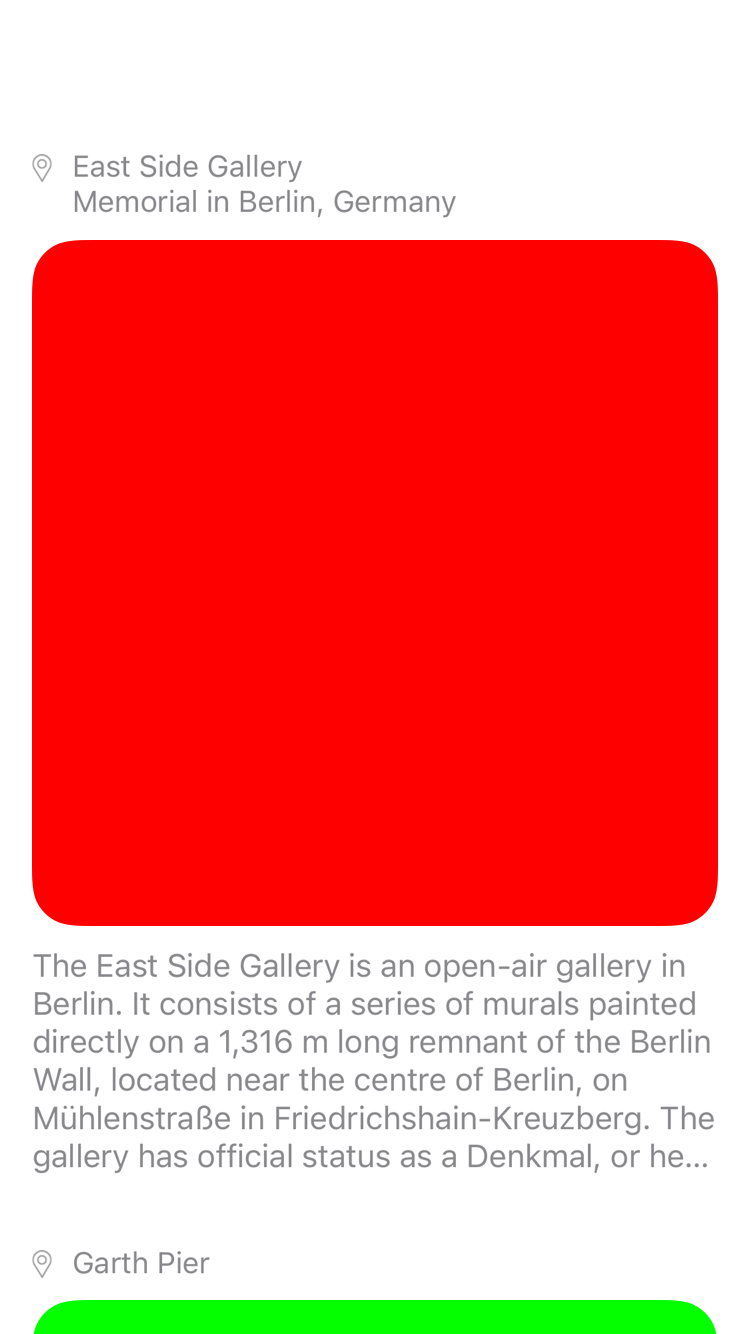 East Side Gallery
Memorial in Berlin, Germany
The East Side Gallery is an open-air gallery in
Berlin. It consists of a series of murals painted
directly on a 1,316 m long remnant of the Berlin
Wall, located near the centre of Berlin, on
Mühlenstraße in Friedrichshain-Kreuzberg. The
gallery has official status as a Denkmal, or he...
Garth Pier